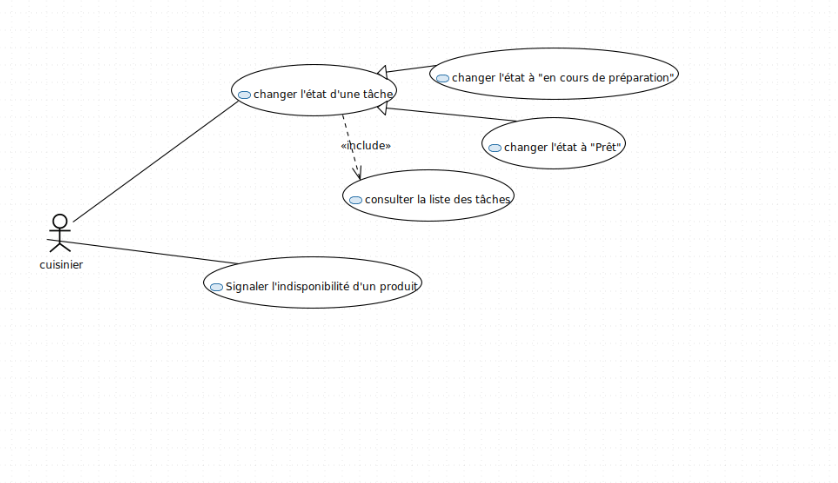 changer l'état à "en cours de préparation"
changer l'état d'une tâche
«include»
changer l'état à "Prêt"
consulter la liste des tâches
cuisinier
Signaler l'indisponibilité d'un produit